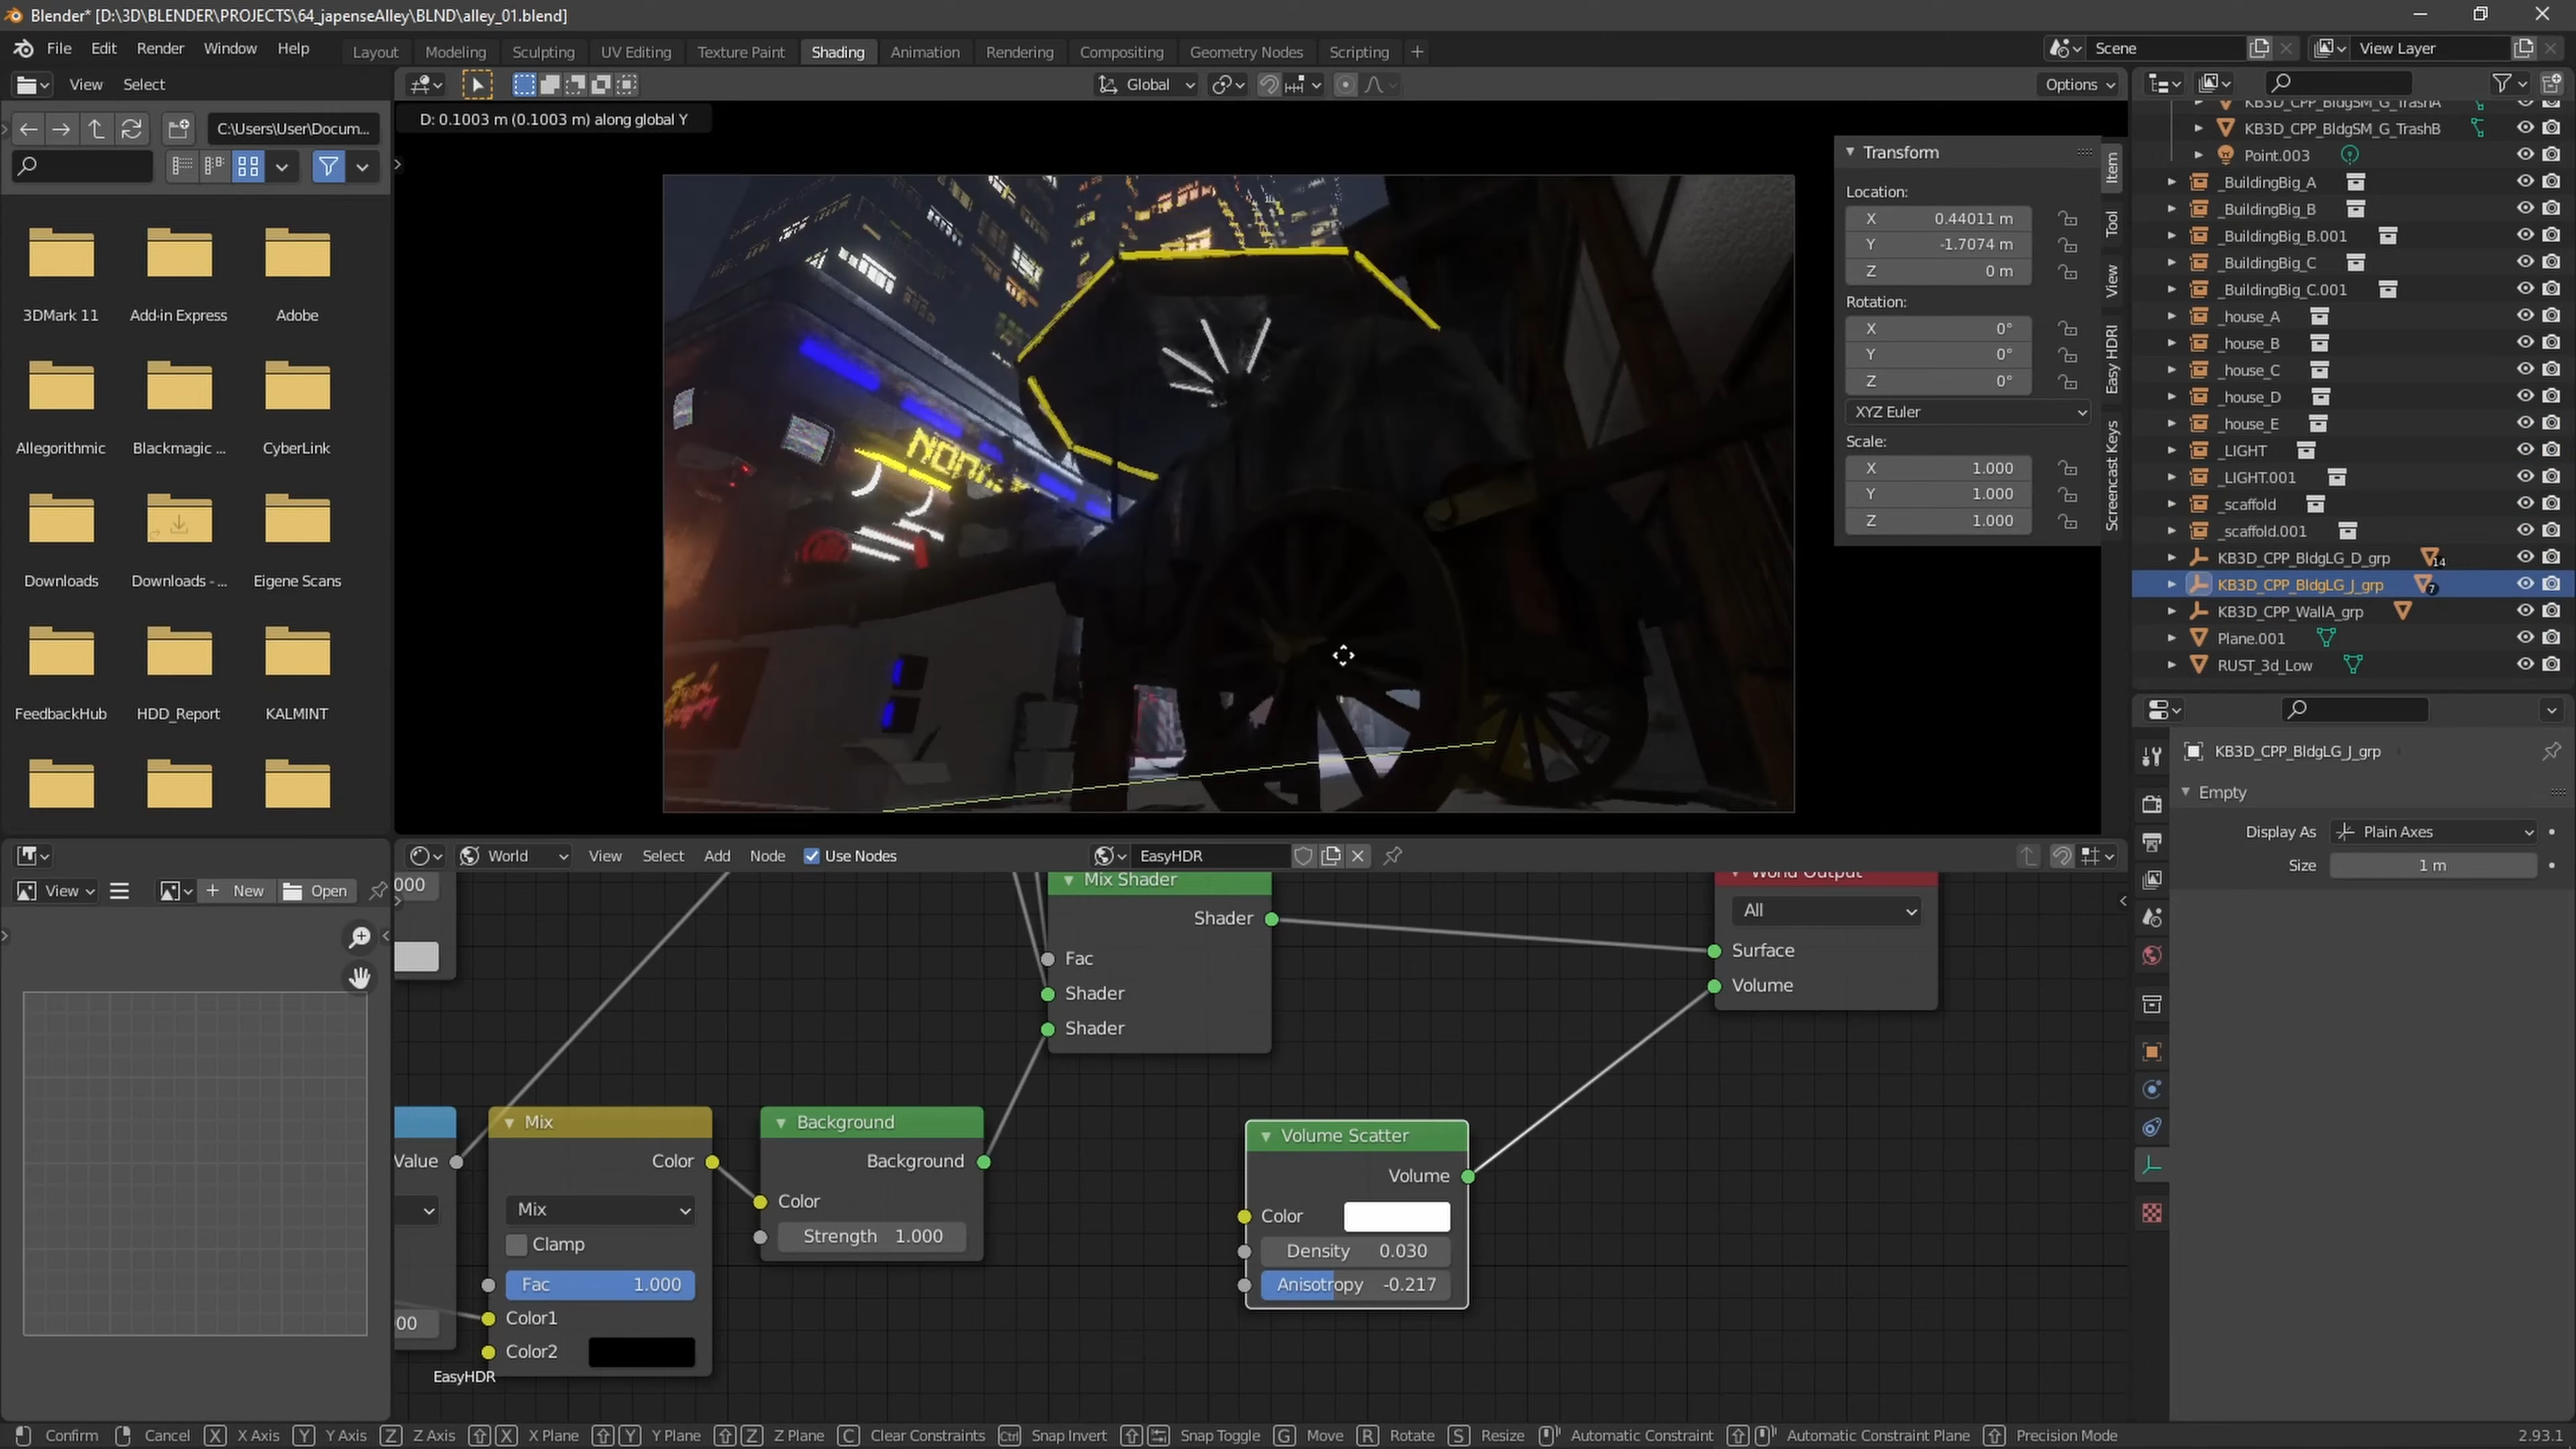 Blender* [D:\3D\BLENDER\PROJECTS\64_japenseAlley\BLND\alley_01.blend]
File Edit Render Window Help
Layout Modeling Sculpting UV Editing Texture Paint Shading Animation Rendering Compositing Geometry Nodes Scripting +
Scene
View Layer
View Select
Global
Options
C:\Users\User\Docum...
3DMark 11
Add-in Express
Adobe
Allegorithmic
Blackmagic ...
CyberLink
Downloads
Downloads - ...
Eigene Scans
FeedbackHub
HDD_Report
KALMINT
D: 0.1003 m (0.1003 m) along global Y
Transform
Location:
X 0.44011 m
Y -1.7074 m
Z 0 m
Rotation:
X 0°
Y 0°
Z 0°
XYZ Euler
Scale:
X 1.000
Y 1.000
Z 1.000
Item
Tool
View
Easy HDRI
Screencast Keys
KB3D_CPP_BldgSM_G_TrashA
KB3D_CPP_BldgSM_G_TrashB
Point.003
_BuildingBig_A
_BuildingBig_B
_BuildingBig_B.001
_BuildingBig_C
_BuildingBig_C.001
_house_A
_house_B
_house_C
_house_D
_house_E
_LIGHT
_LIGHT.001
_scaffold
_scaffold.001
KB3D_CPP_BldgLG_D_grp 14
KB3D_CPP_BldgLG_J_grp 7
KB3D_CPP_WallA_grp
Plane.001
RUST_3d_Low
KB3D_CPP_BldgLG_J_grp
Empty
Display As Plain Axes
Size 1 m
World View Select Add Node Use Nodes
EasyHDR
View
+ New
Open
000
Value
00
Mix Shader
Shader
Fac
Shader
Shader
World Output
All
Surface
Volume
Mix
Color
Mix
Clamp
Fac 1.000
Color1
Color2
EasyHDR
Background
Background
Color
Strength 1.000
Volume Scatter
Volume
Color
Density 0.030
Anisotropy -0.217
Confirm Cancel X X Axis Y Y Axis Z Z Axis X X Plane Y Y Plane Z Z Plane C Clear Constraints Ctrl Snap Invert Snap Toggle G Move R Rotate S Resize Automatic Constraint Automatic Constraint Plane Precision Mode
2.93.1